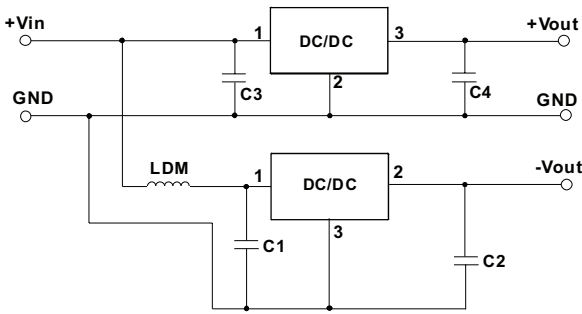 +Vin
1
DC/DC
3
+Vout
2
C3
C4
GND
GND
LDM
1
DC/DC
2
-Vout
3
C1
C2